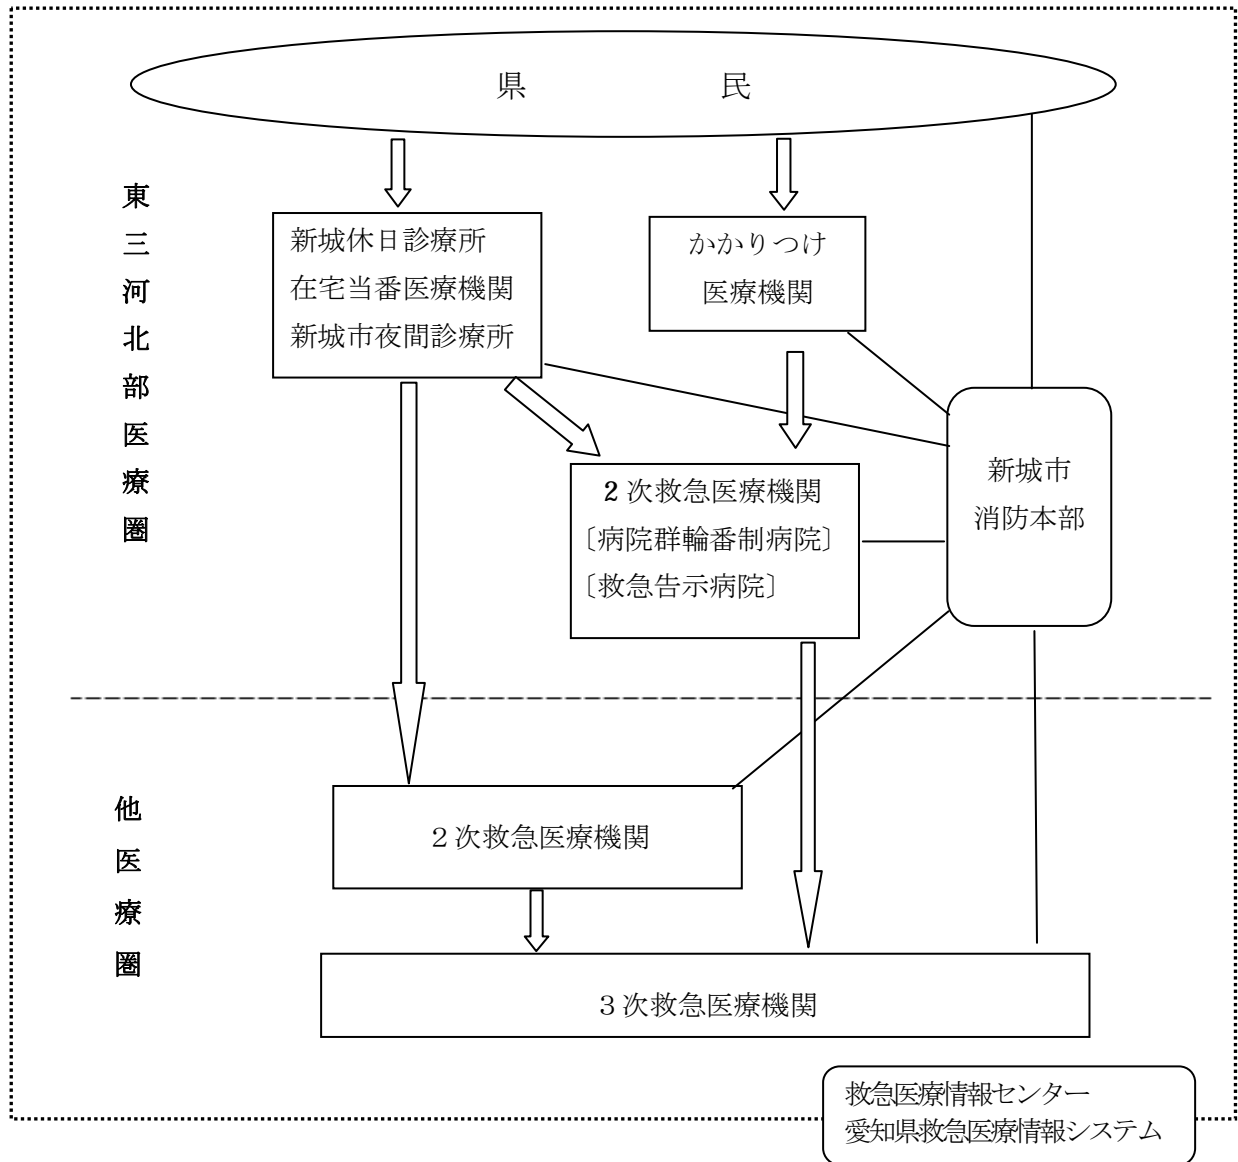 県　民
東三河北部医療圏
新城休日診療所
在宅当番医療機関
新城市夜間診療所
かかりつけ
医療機関
新城市
消防本部
2次救急医療機関
〔病院群輪番制病院〕
〔救急告示病院〕
他医療圏
２次救急医療機関
３次救急医療機関
救急医療情報センター
愛知県救急医療情報システム